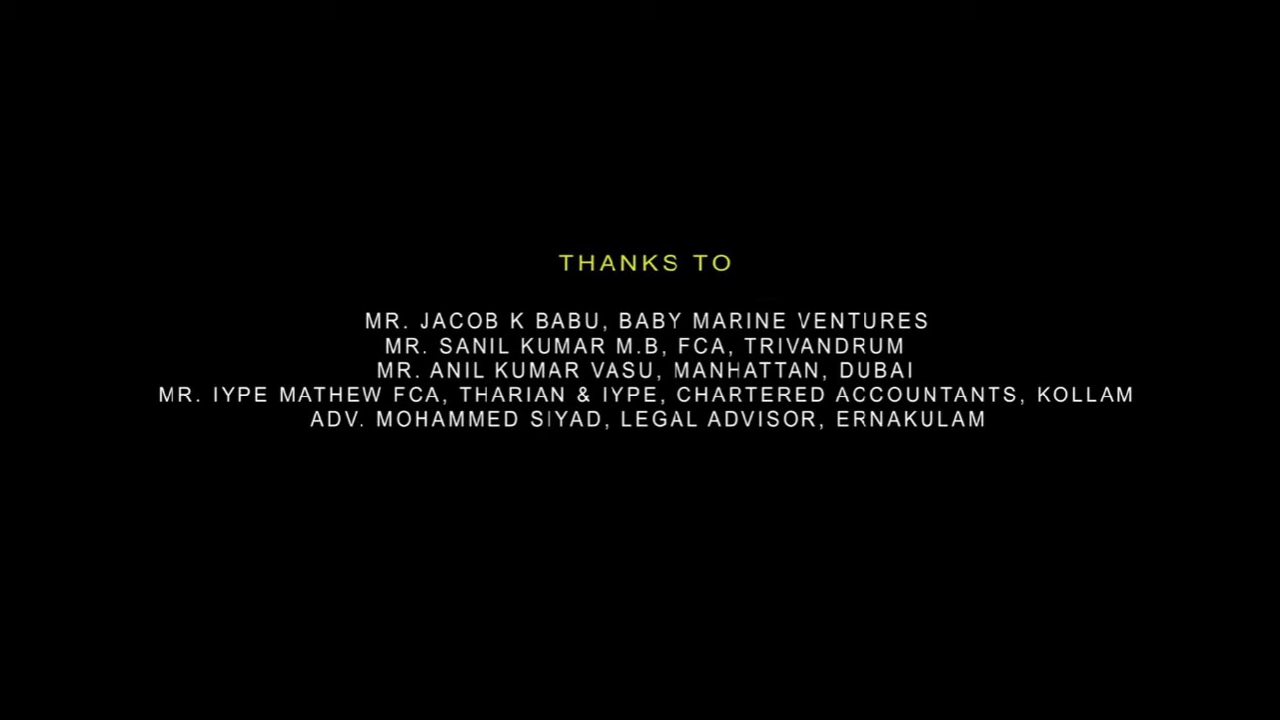 THANKS TO
MR. JACOB K BABU, BABY MARINE VENTURES
MR. SANIL KUMAR M.B, FCA, TRIVANDRUM
MR. ANIL KUMAR VASU, MANHATTAN, DUBAI
MR. IYPE MATHEW FCA, THARIAN & IYPE, CHARTERED ACCOUNTANTS, KOLLAM
ADV. MOHAMMED SIYAD, LEGAL ADVISOR, ERNAKULAM